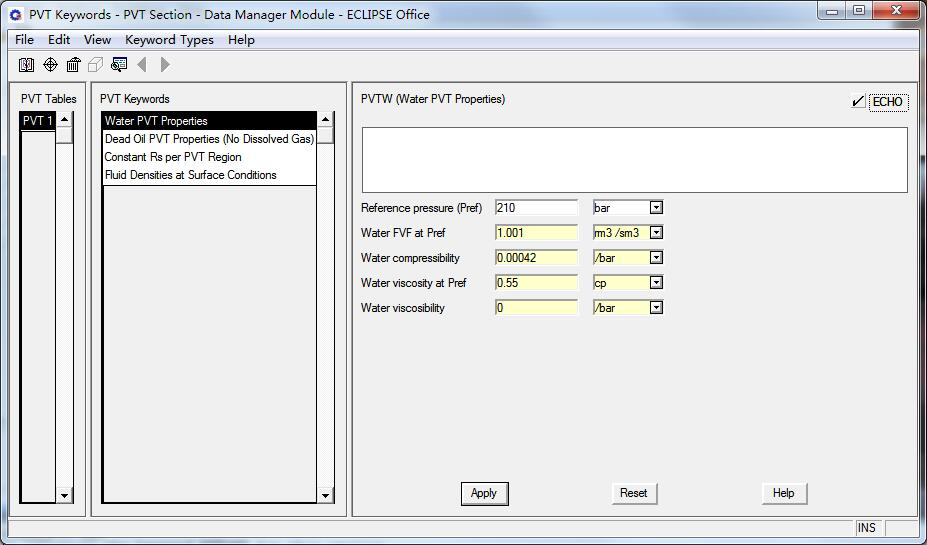 PVT Keywords - PVT Section - Data Manager Module - ECLIPSE Office
File Edit View Keyword Types Help
PVT Tables
PVT 1
PVT Keywords
Water PVT Properties
Dead Oil PVT Properties (No Dissolved Gas)
Constant Rs per PVT Region
Fluid Densities at Surface Conditions
PVTW (Water PVT Properties)
ECHO
Reference pressure (Pref) 210 bar
Water FVF at Pref 1.001 rm3 /sm3
Water compressibility 0.00042 /bar
Water viscosity at Pref 0.55 cp
Water viscosibility 0 /bar
Apply Reset Help
INS